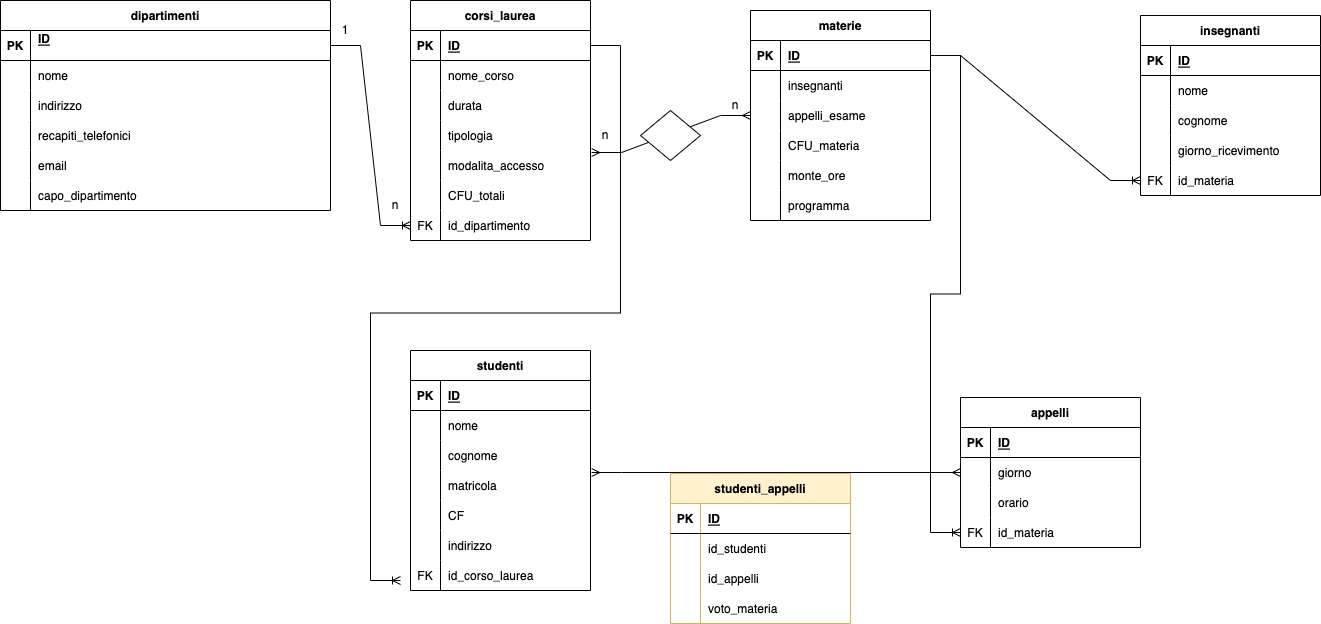 dipartimenti
PK ID
nome
indirizzo
recapiti_telefonici
email
capo_dipartimento
1
n
corsi_laurea
PK ID
nome_corso
durata
tipologia
modalita_accesso
CFU_totali
FK id_dipartimento
n
n
materie
PK ID
insegnanti
appelli_esame
CFU_materia
monte_ore
programma
insegnanti
PK ID
nome
cognome
giorno_ricevimento
FK id_materia
studenti
PK ID
nome
cognome
matricola
CF
indirizzo
FK id_corso_laurea
studenti_appelli
PK ID
id_studenti
id_appelli
voto_materia
appelli
PK ID
giorno
orario
FK id_materia